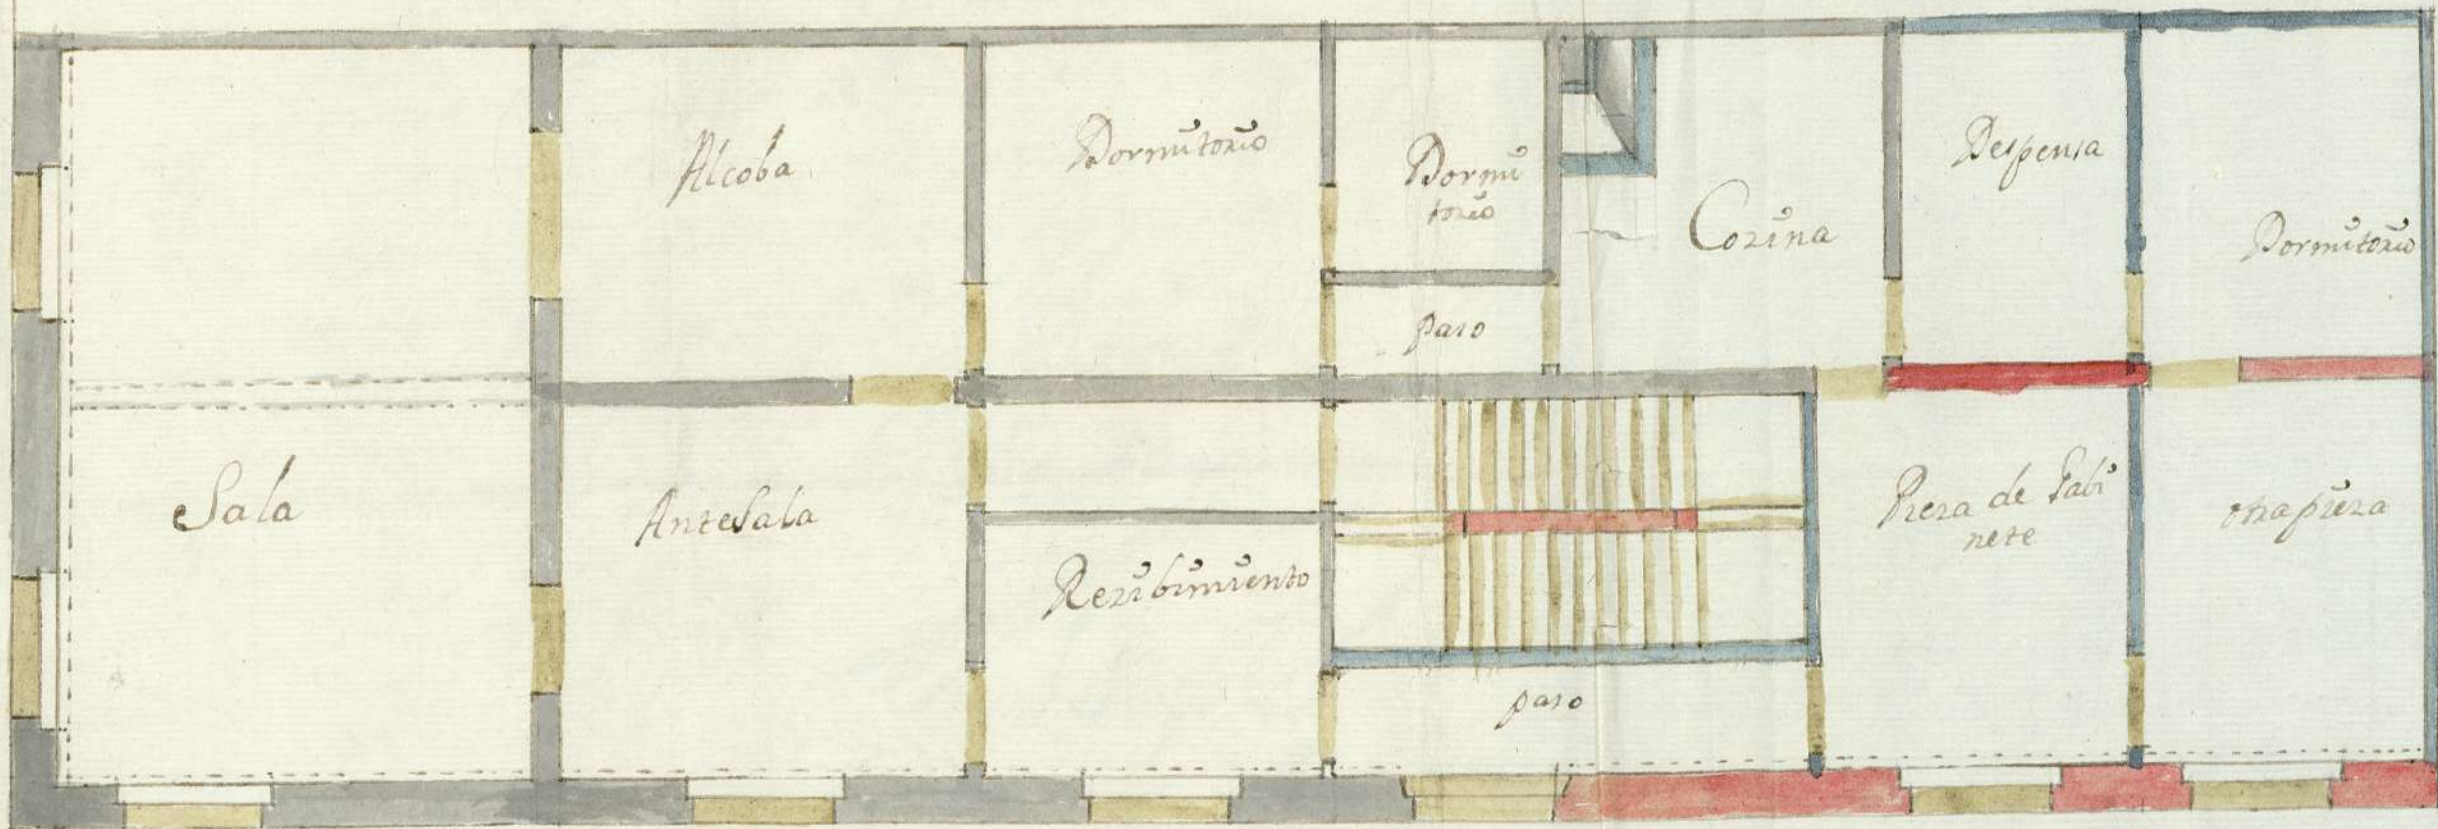 Alcoba
Dormitorio
Dormi
torio
Cozina
Despensa
Dormitorio
paso
Sala
AnteSala
Rezibimiento
Pieza de Gabi
nete
otra pieza
paso